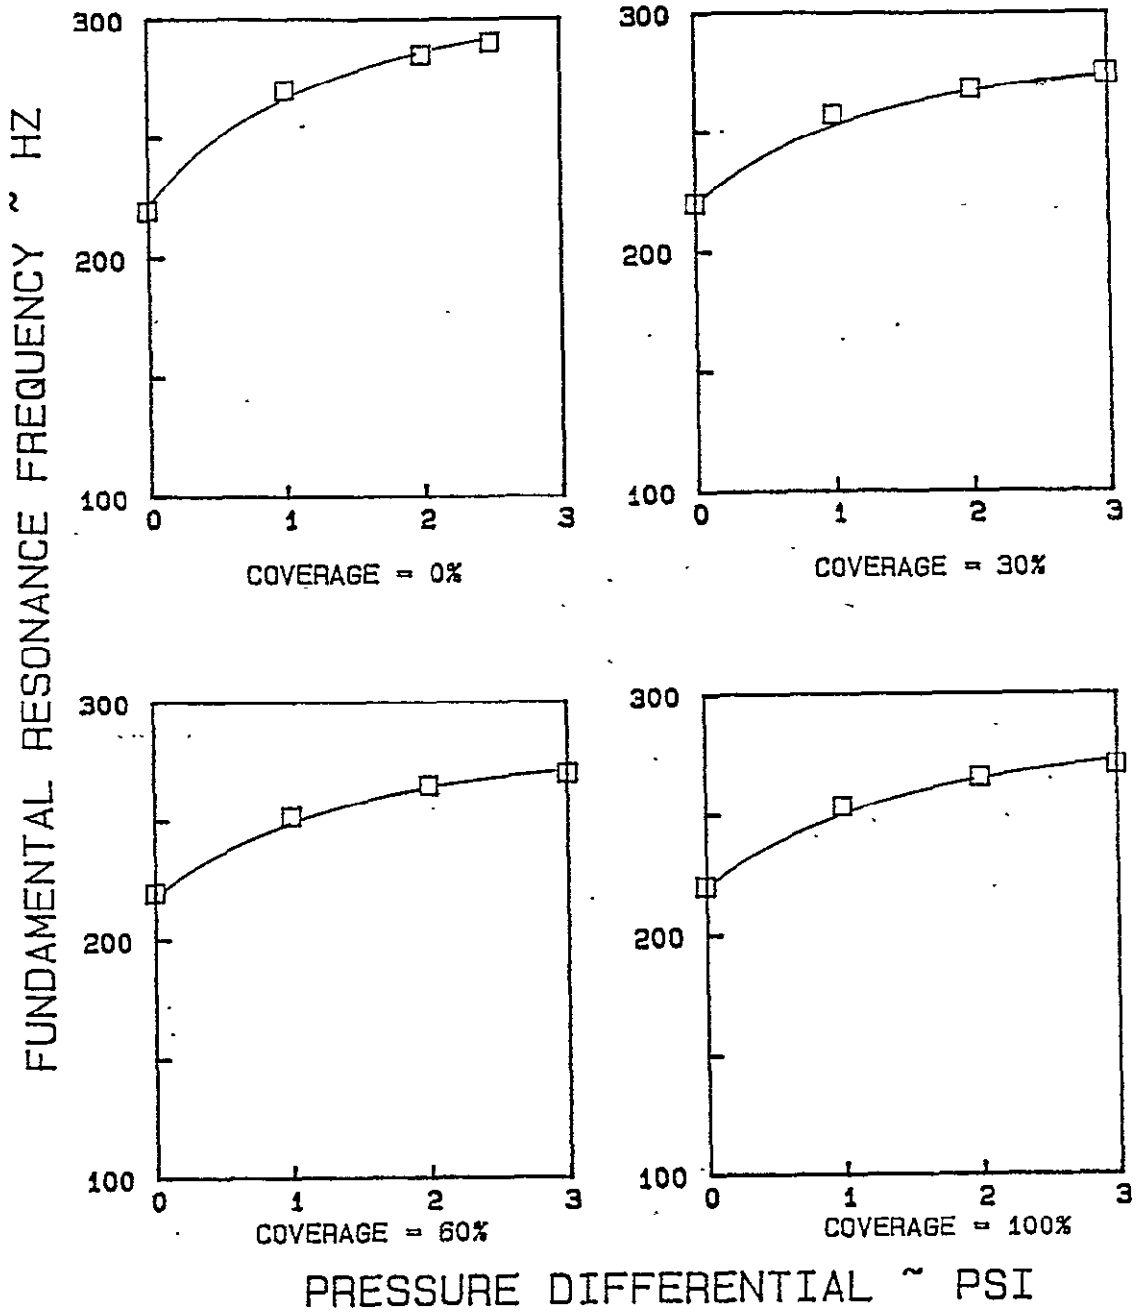 FUNDAMENTAL RESONANCE FREQUENCY ~ HZ
300
200
100
0 1 2 3
COVERAGE = 0%
300
200
100
0 1 2 3
COVERAGE = 30%
300
200
100
0 1 2 3
COVERAGE = 60%
300
200
100
0 1 2 3
COVERAGE = 100%
PRESSURE DIFFERENTIAL ~ PSI